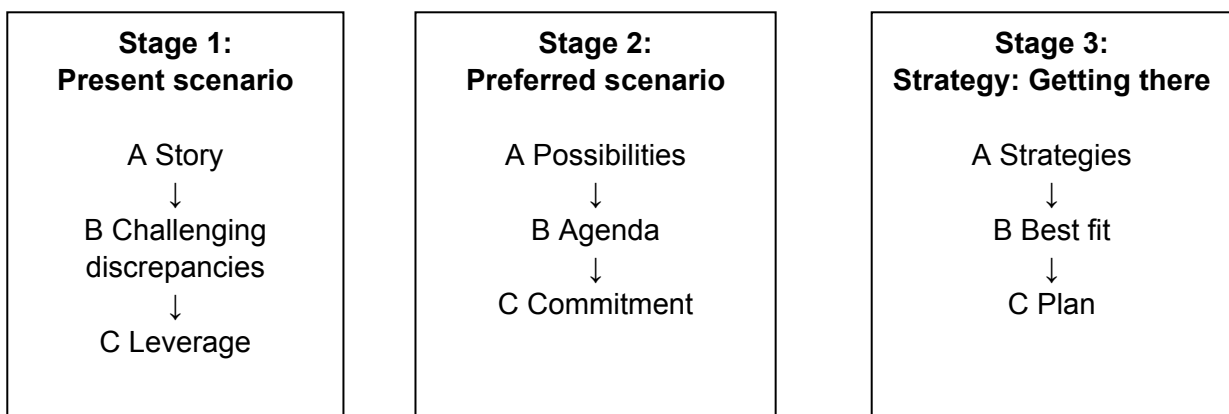 Stage 1:
Present scenario
A Story
↓
B Challenging
discrepancies
↓
C Leverage
Stage 2:
Preferred scenario
A Possibilities
↓
B Agenda
↓
C Commitment
Stage 3:
Strategy: Getting there
A Strategies
↓
B Best fit
↓
C Plan